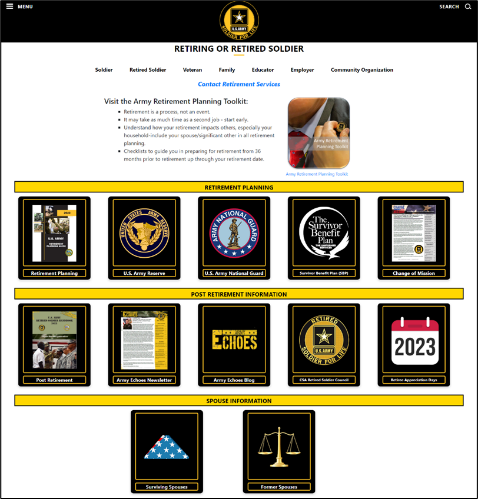 MENU
SEARCH
U.S.ARMY
SOLDIER FOR LIFE
RETIRING OR RETIRED SOLDIER
Soldier Retired Soldier Veteran Family Educator Employer Community Organization
Contact Retirement Services
Visit the Army Retirement Planning Toolkit:
Retirement is a process, not an event.
It may take as much time as a second job - start early.
Understand how your retirement impacts others, especially your
household-include your spouse/significant other in all retirement
planning.
Checklists to guide you in preparing for retirement from 36
months prior to retirement up through your retirement date.
Army Retirement
Planning Toolkit
Army Retirement Planning Toolkit
RETIREMENT PLANNING
U.S. ARMY
ARMY NATIONAL GUARD
The
Survivor
Benefit
Plan
Retirement Planning
U.S. Army Reserve
U.S. Army National Guard
Survivor Benefit Plan (SBP)
Change of Mission
POST RETIREMENT INFORMATION
ECHOES
RETIRED
U.S.ARMY
SOLDIER FOR LIFE
2023
Post Retirement
Army Echoes Newsletter
Army Echoes Blog
CSA Retired Soldier Council
Retiree Appreciation Days
SPOUSE INFORMATION
Surviving Spouses
Former Spouses